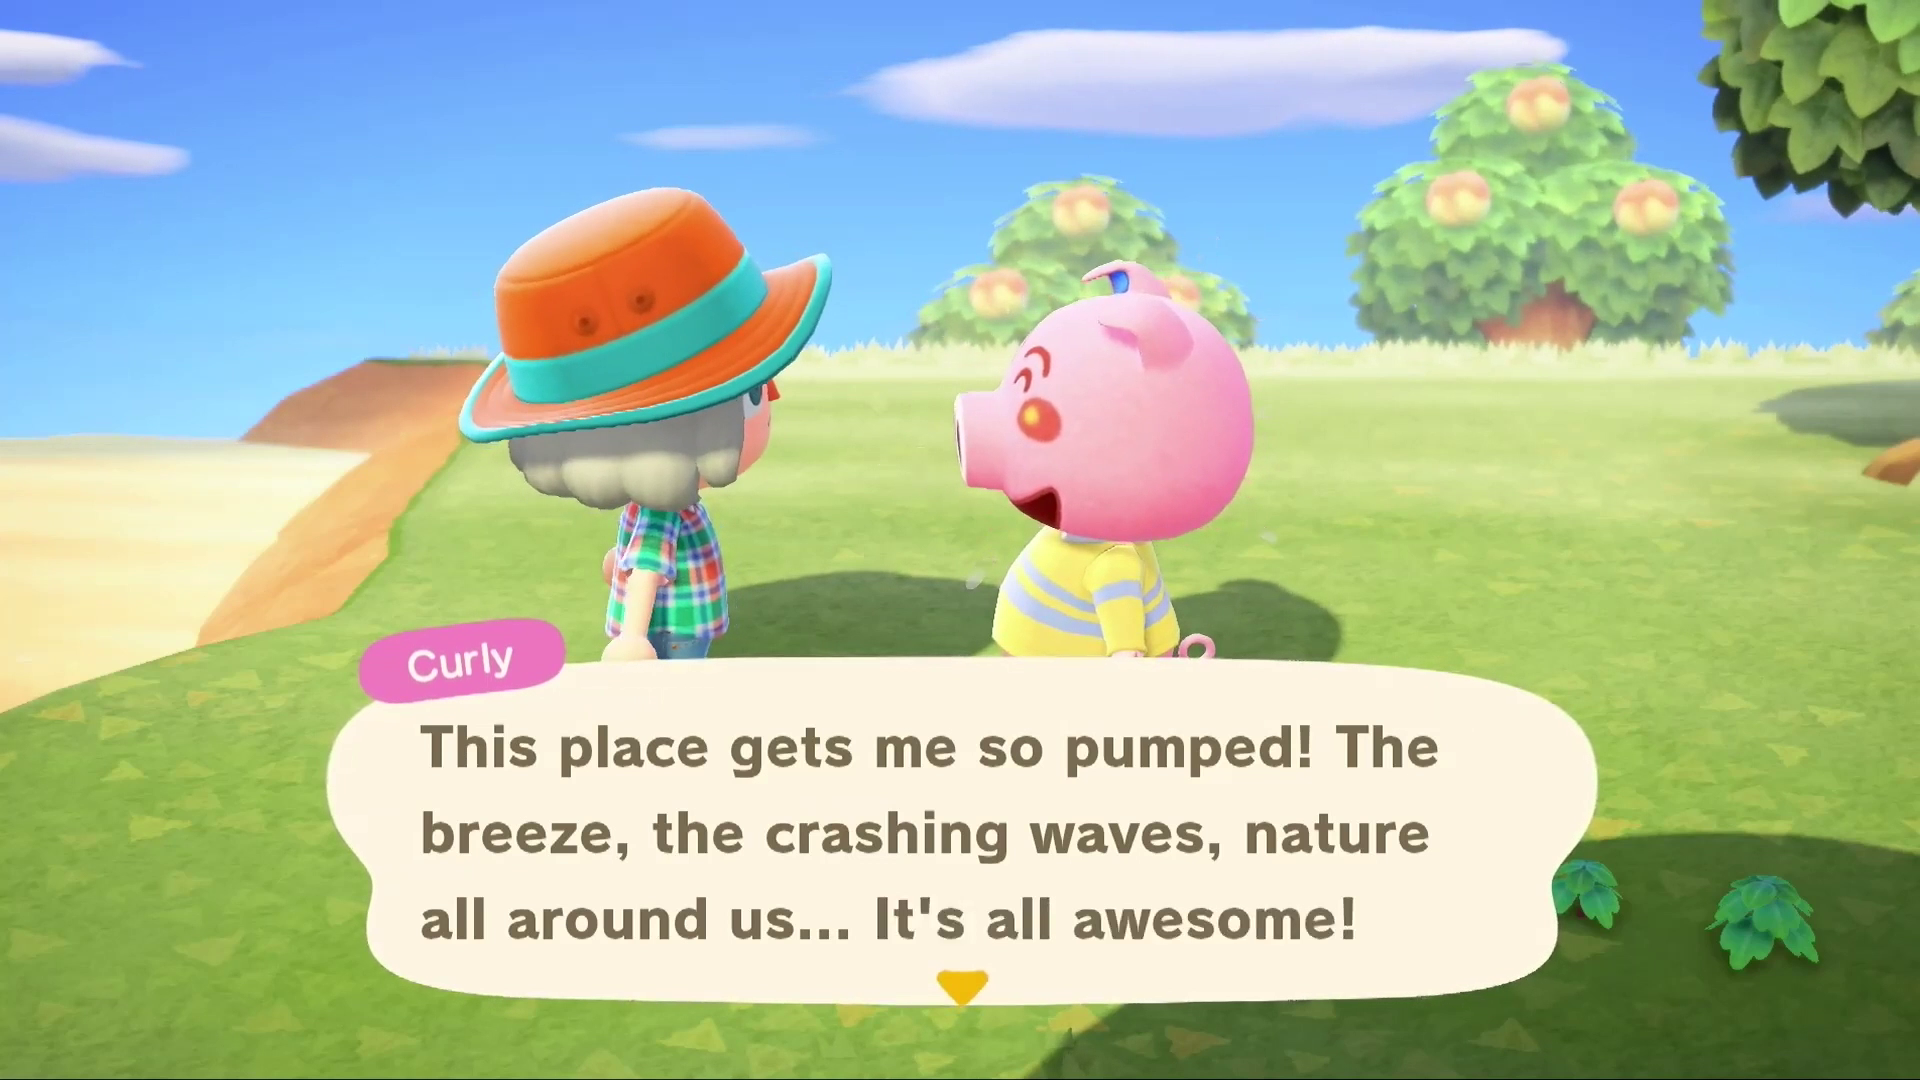 Curly
This place gets me so pumped! The
breeze, the crashing waves, nature
all around us... It's all awesome!